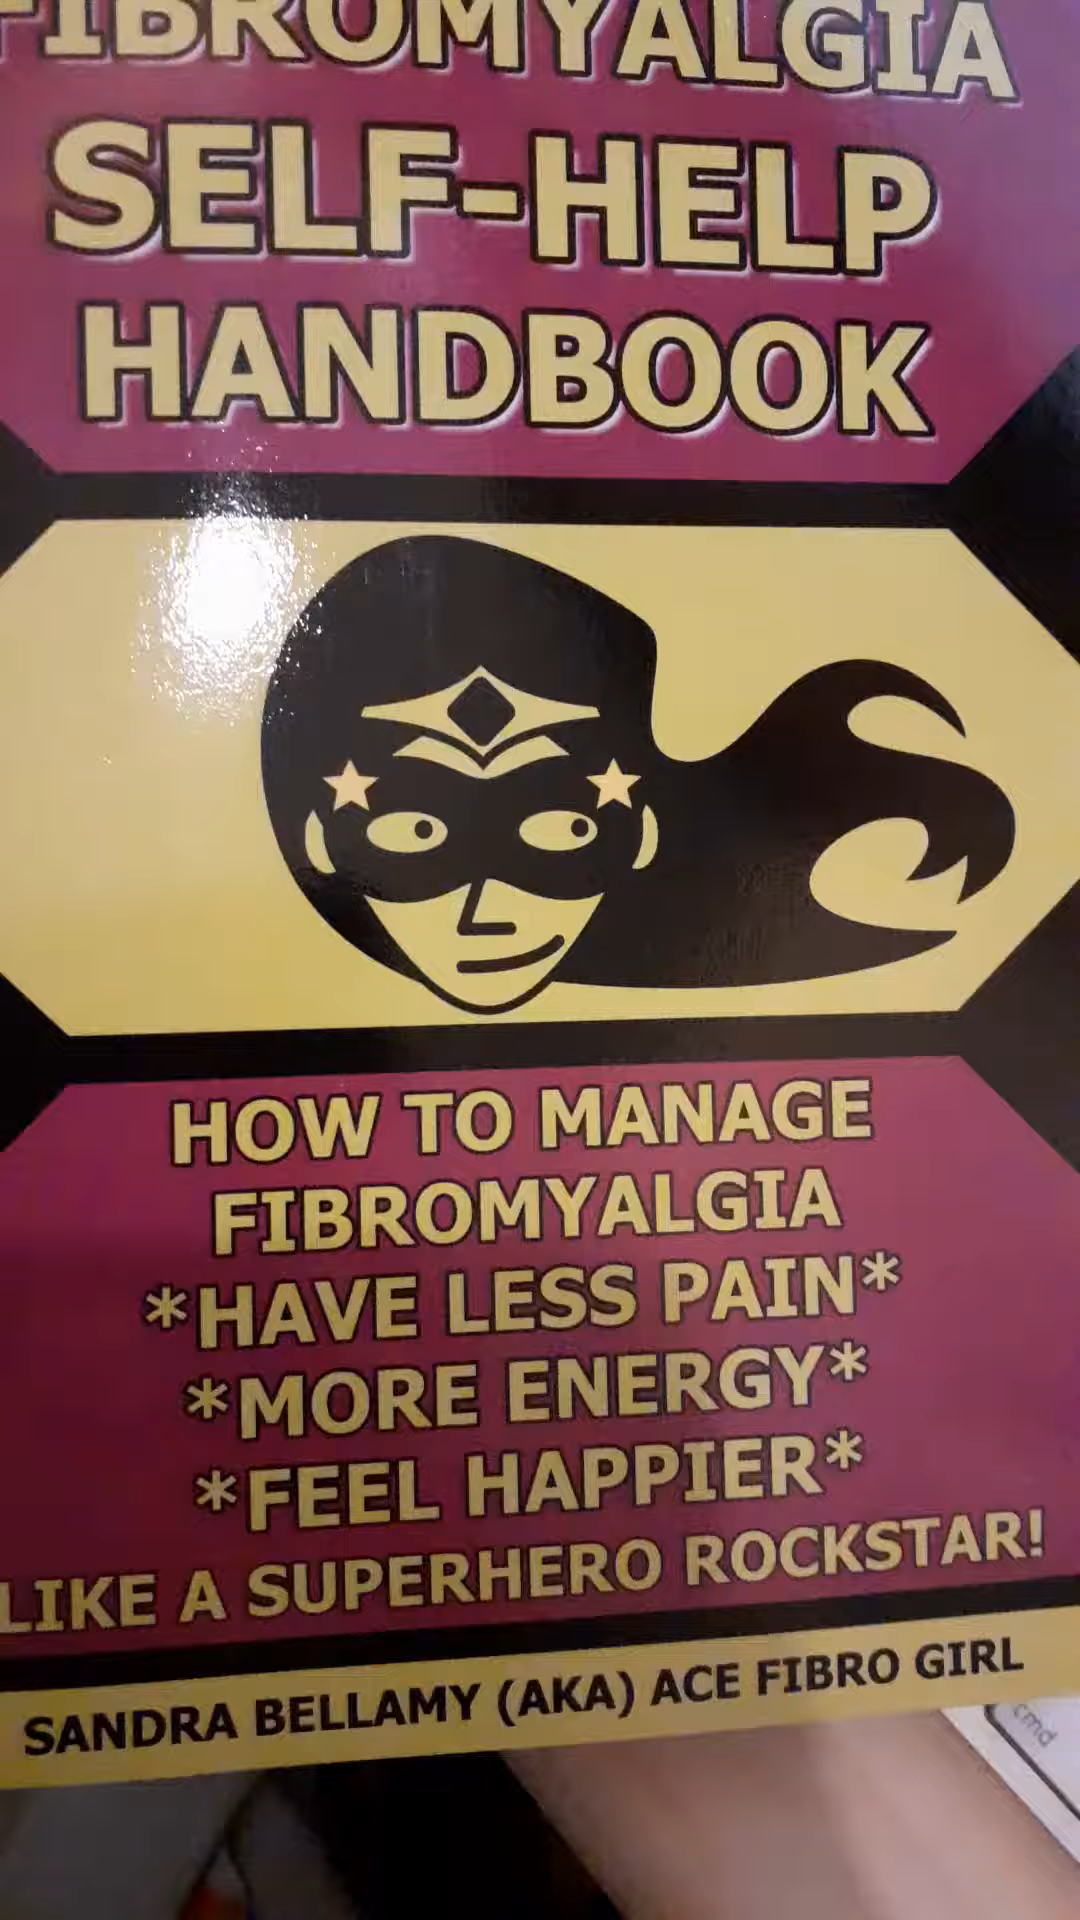 FIBROMYALGIA
SELF-HELP
HANDBOOK
HOW TO MANAGE
FIBROMYALGIA
*HAVE LESS PAIN*
*MORE ENERGY*
*FEEL HAPPIER*
LIKE A SUPERHERO ROCKSTAR!
SANDRA BELLAMY (AKA) ACE FIBRO GIRL
cmd